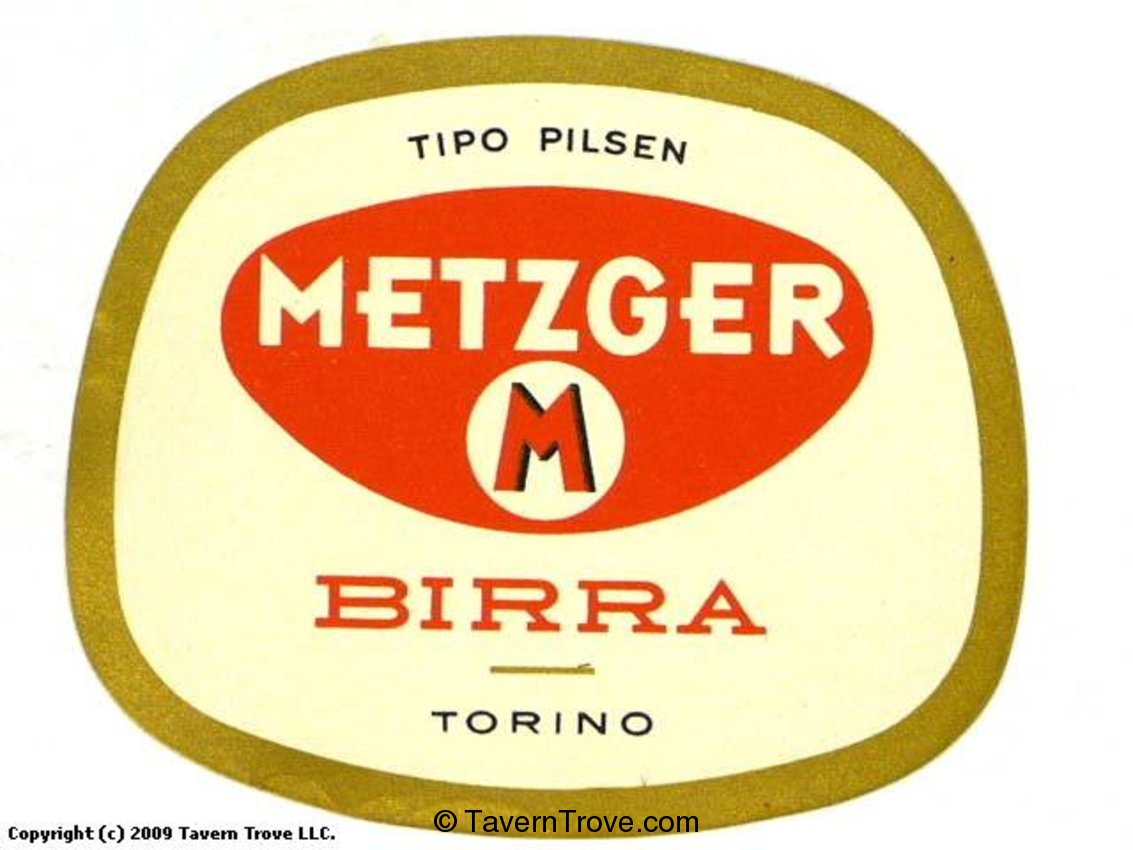 TIPO PILSEN
METZGER
M
BIRRA
TORINO
© TavernTrove.com
Copyright (c) 2009 Tavern Trove LLC.